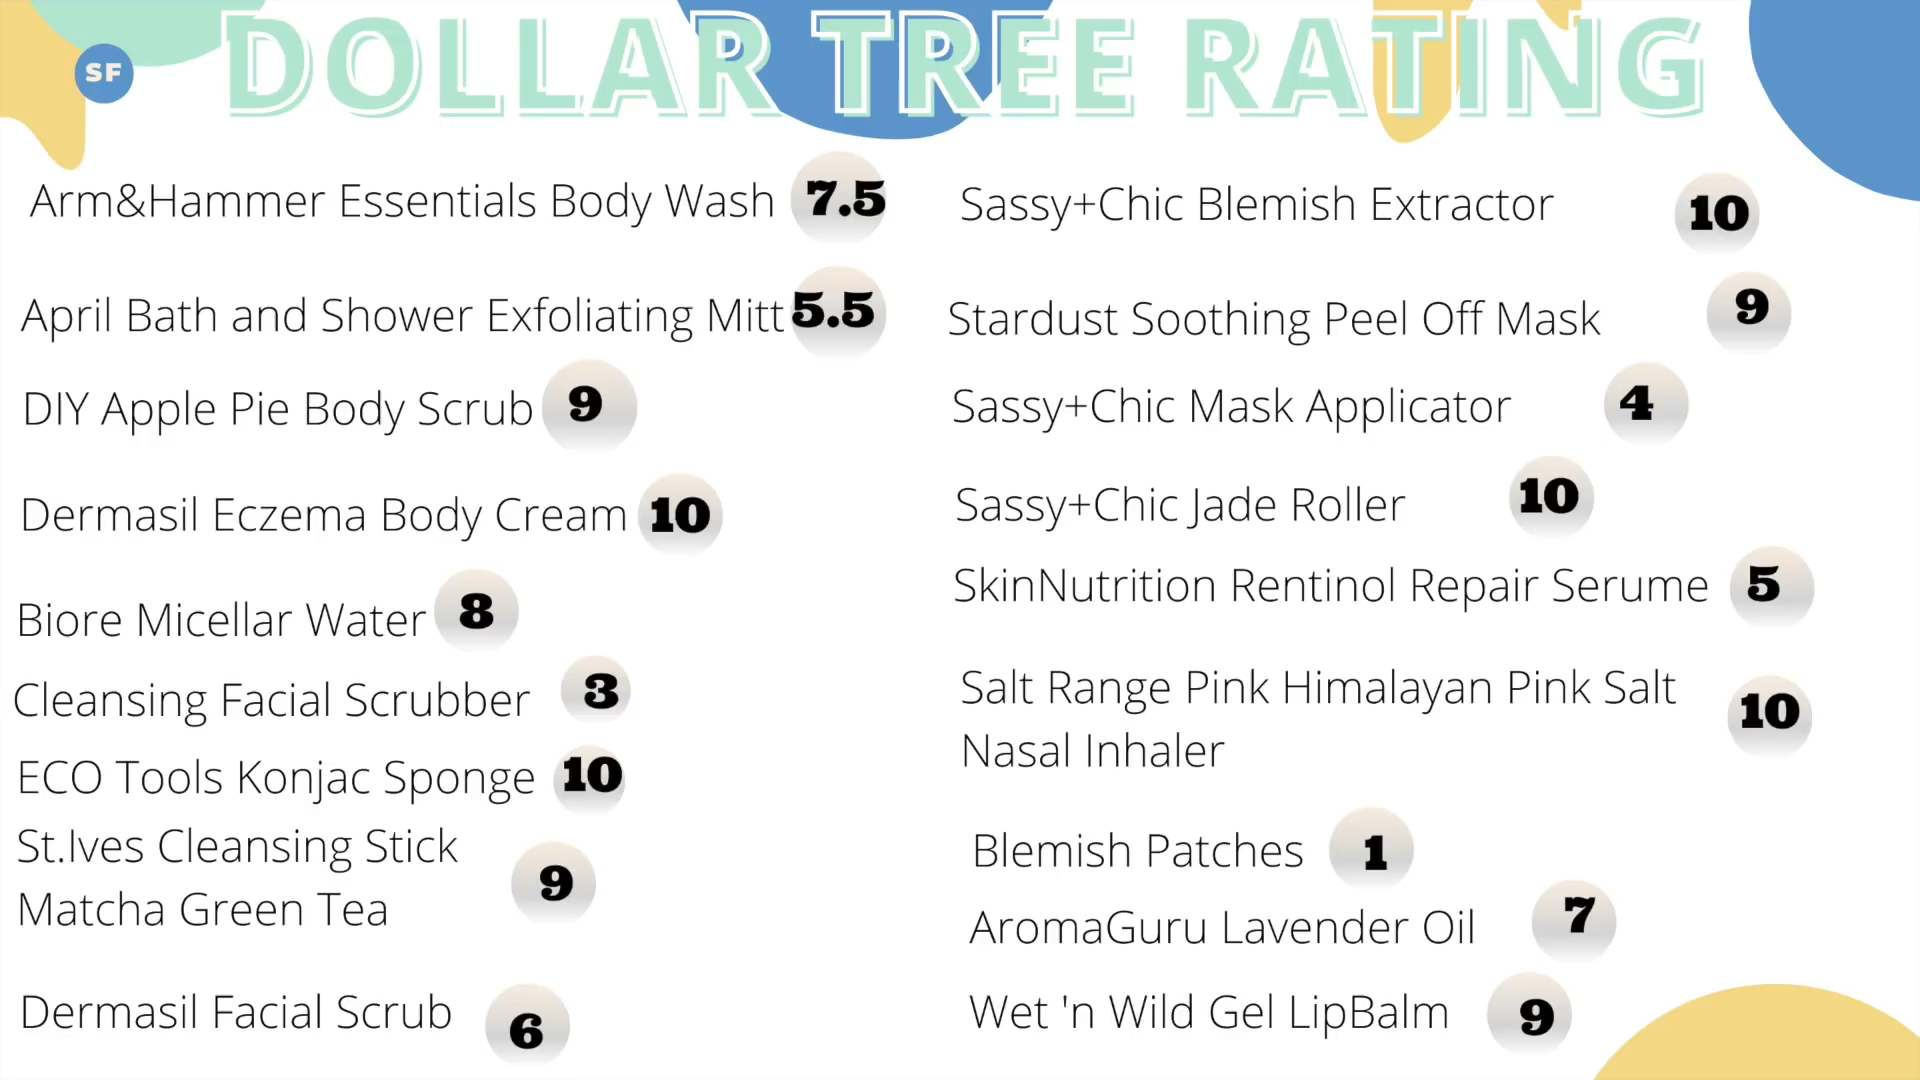 DOLLAR TREE RATING
SF
Arm&Hammer Essentials Body Wash 7.5
April Bath and Shower Exfoliating Mitt 5.5
DIY Apple Pie Body Scrub 9
Dermasil Eczema Body Cream 10
Biore Micellar Water 8
Cleansing Facial Scrubber 3
ECO Tools Konjac Sponge 10
St.Ives Cleansing Stick
Matcha Green Tea 9
Dermasil Facial Scrub 6
Sassy+Chic Blemish Extractor 10
Stardust Soothing Peel Off Mask 9
Sassy+Chic Mask Applicator 4
Sassy+Chic Jade Roller 10
SkinNutrition Rentinol Repair Serume 5
Salt Range Pink Himalayan Pink Salt
Nasal Inhaler 10
Blemish Patches 1
AromaGuru Lavender Oil 7
Wet 'n Wild Gel LipBalm 9